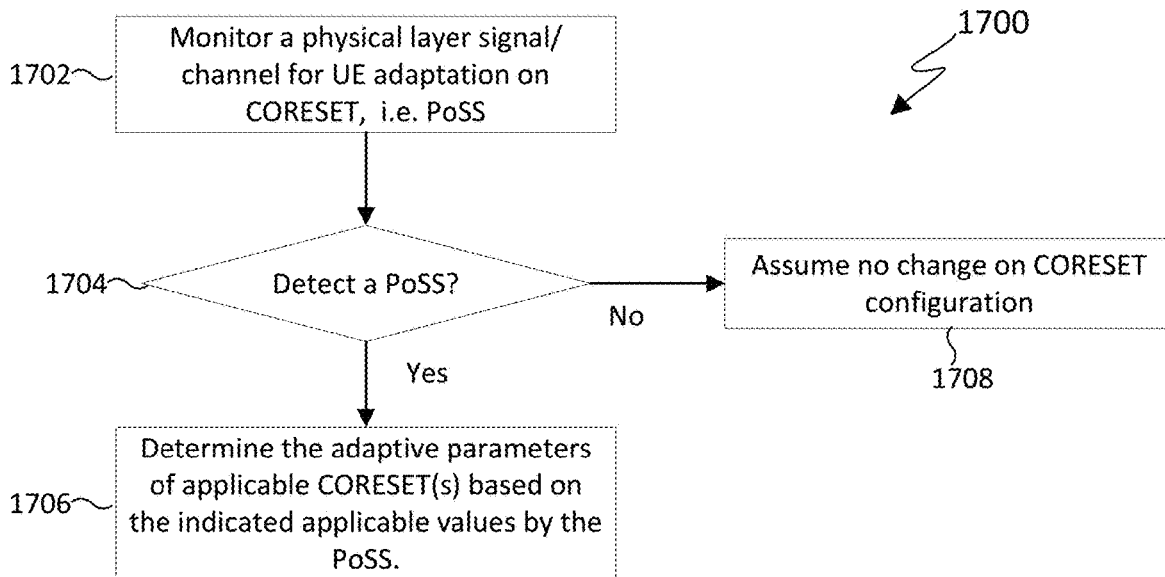 1700
1702
Monitor a physical layer signal/
channel for UE adaptation on
CORESET, i.e. PoSS
1704
Detect a PoSS?
No
Assume no change on CORESET
configuration
1708
Yes
1706
Determine the adaptive parameters
of applicable CORESET(s) based on
the indicated applicable values by the
PoSS.